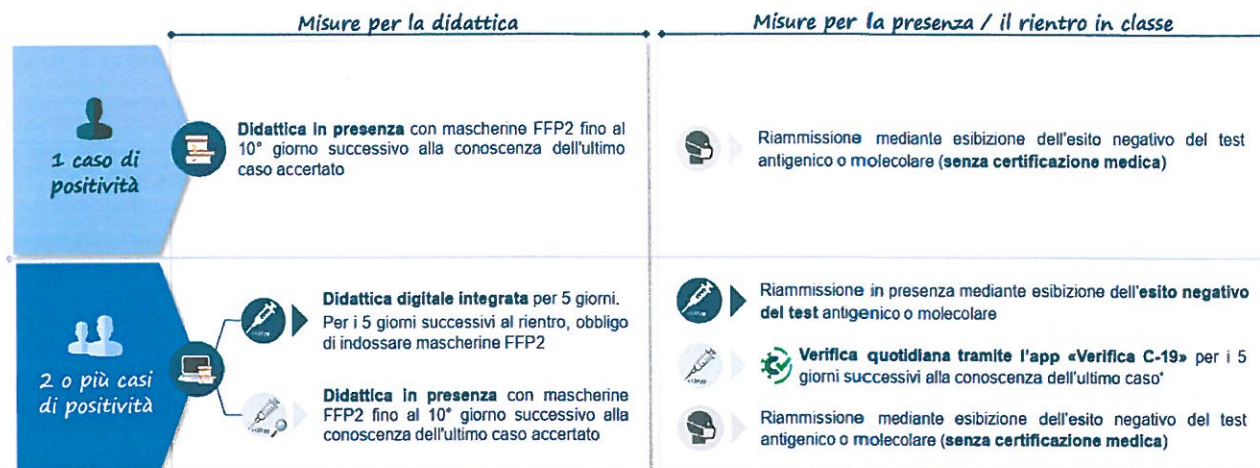 Misure per la didattica
Misure per la presenza / il rientro in classe
1 caso di
positività
Didattica in presenza con mascherine FFP2 fino al
10° giorno successivo alla conoscenza dell'ultimo
caso accertato
Riammissione mediante esibizione dell'esito negativo del test
antigenico o molecolare (senza certificazione medica)
2 o più casi
di positività
Didattica digitale integrata per 5 giorni.
Per i 5 giorni successivi al rientro, obbligo
di indossare mascherine FFP2
Didattica in presenza con mascherine
FFP2 fino al 10° giorno successivo alla
conoscenza dell'ultimo caso accertato
Riammissione in presenza mediante esibizione dell'esito negativo
del test antigenico o molecolare
Verifica quotidiana tramite l'app «Verifica C-19» per i 5
giorni successivi alla conoscenza dell'ultimo caso*
Riammissione mediante esibizione dell'esito negativo del test
antigenico o molecolare (senza certificazione medica)